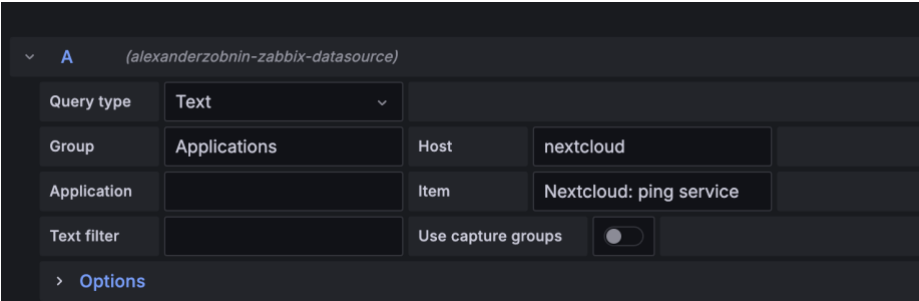 A (alexanderzobnin-zabbix-datasource)
Query type Text
Group Applications Host nextcloud
Application Item Nextcloud: ping service
Text filter Use capture groups
Options